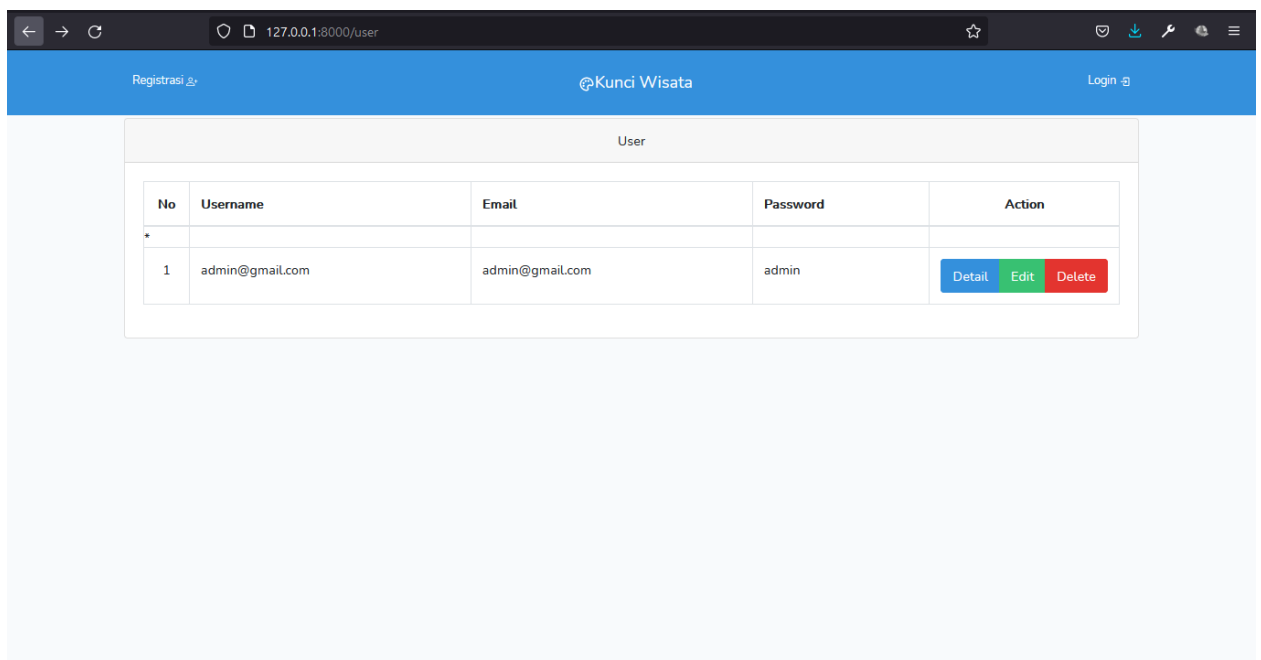 127.0.0.1:8000/user
Registrasi Kunci Wisata Login
User
No Username Email Password Action
*
1 admin@gmail.com admin@gmail.com admin Detail Edit Delete